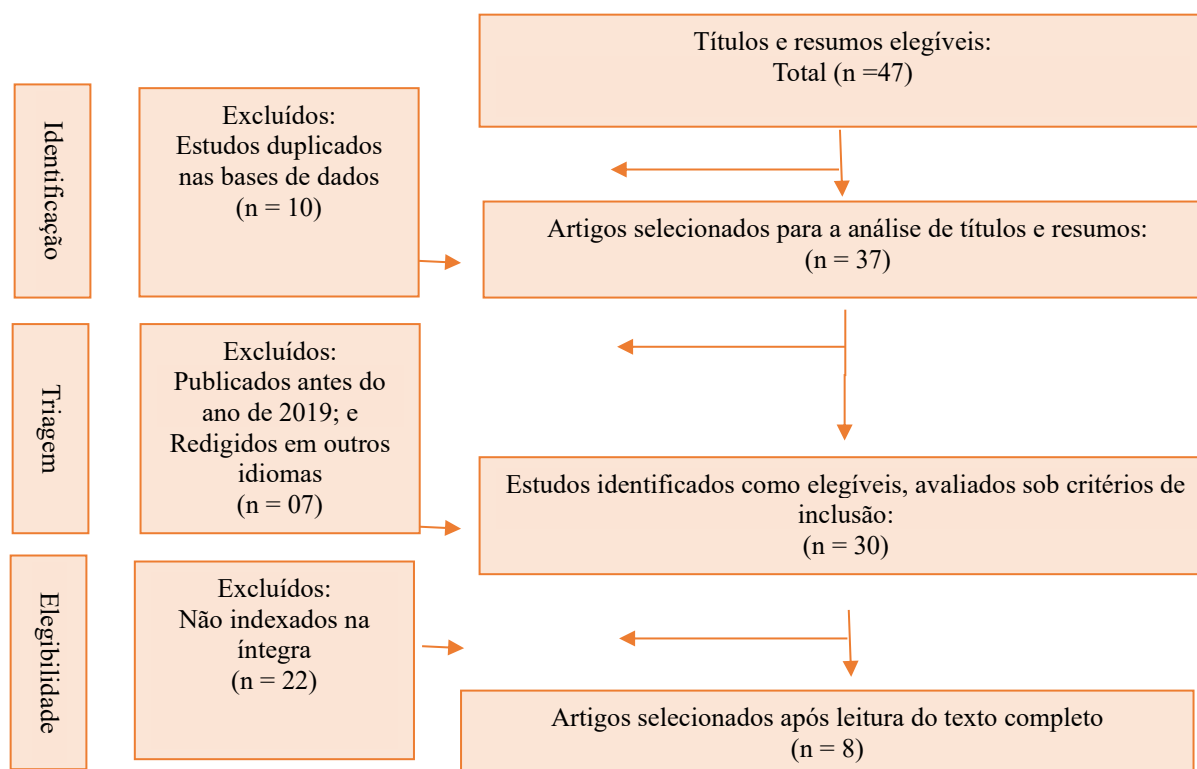 Títulos e resumos elegíveis:
Total (n =47)
Identificação
Excluídos:
Estudos duplicados
nas bases de dados
(n = 10)
Artigos selecionados para a análise de títulos e resumos:
(n = 37)
Triagem
Excluídos:
Publicados antes do
ano de 2019; e
Redigidos em outros
idiomas
(n = 07)
Estudos identificados como elegíveis, avaliados sob critérios de
inclusão:
(n = 30)
Elegibilidade
Excluídos:
Não indexados na
íntegra
(n = 22)
Artigos selecionados após leitura do texto completo
(n = 8)